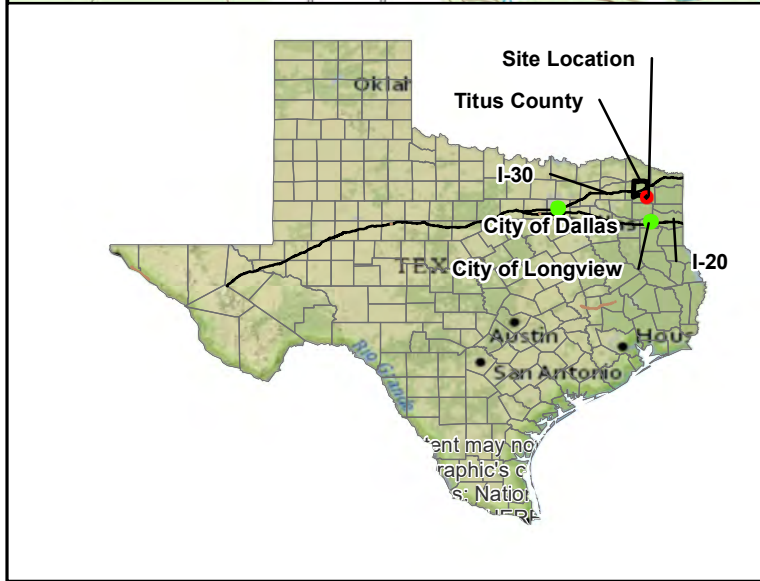 Site Location
Oklah
Titus County
I-30
City of Dallas
TEX
City of Longview
I-20
Austin
Hous
San Antonio
Rio Grande
tent may no
raphic's c
s: Nation